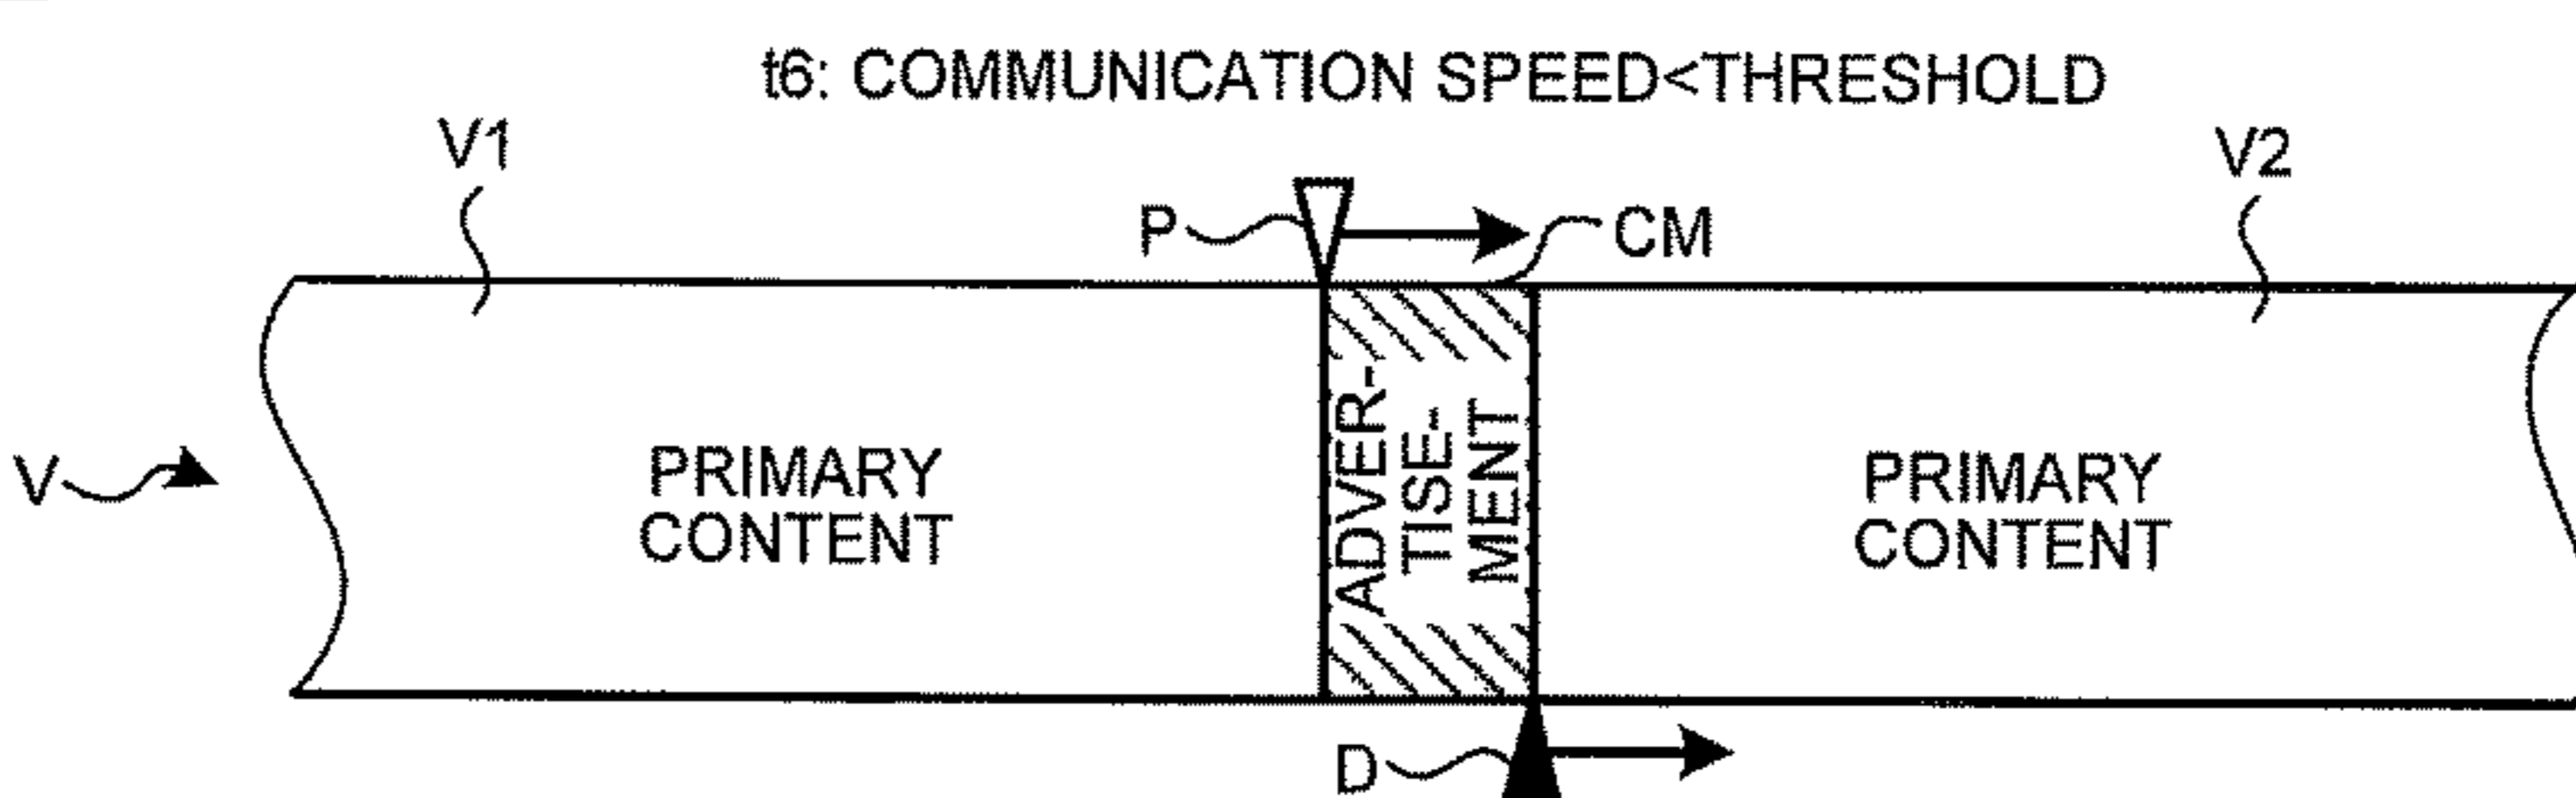 t6: COMMUNICATION SPEED<THRESHOLD
V1
V2
P
CM
V
PRIMARY
CONTENT
ADVER-
TISE-
MENT
PRIMARY
CONTENT
D